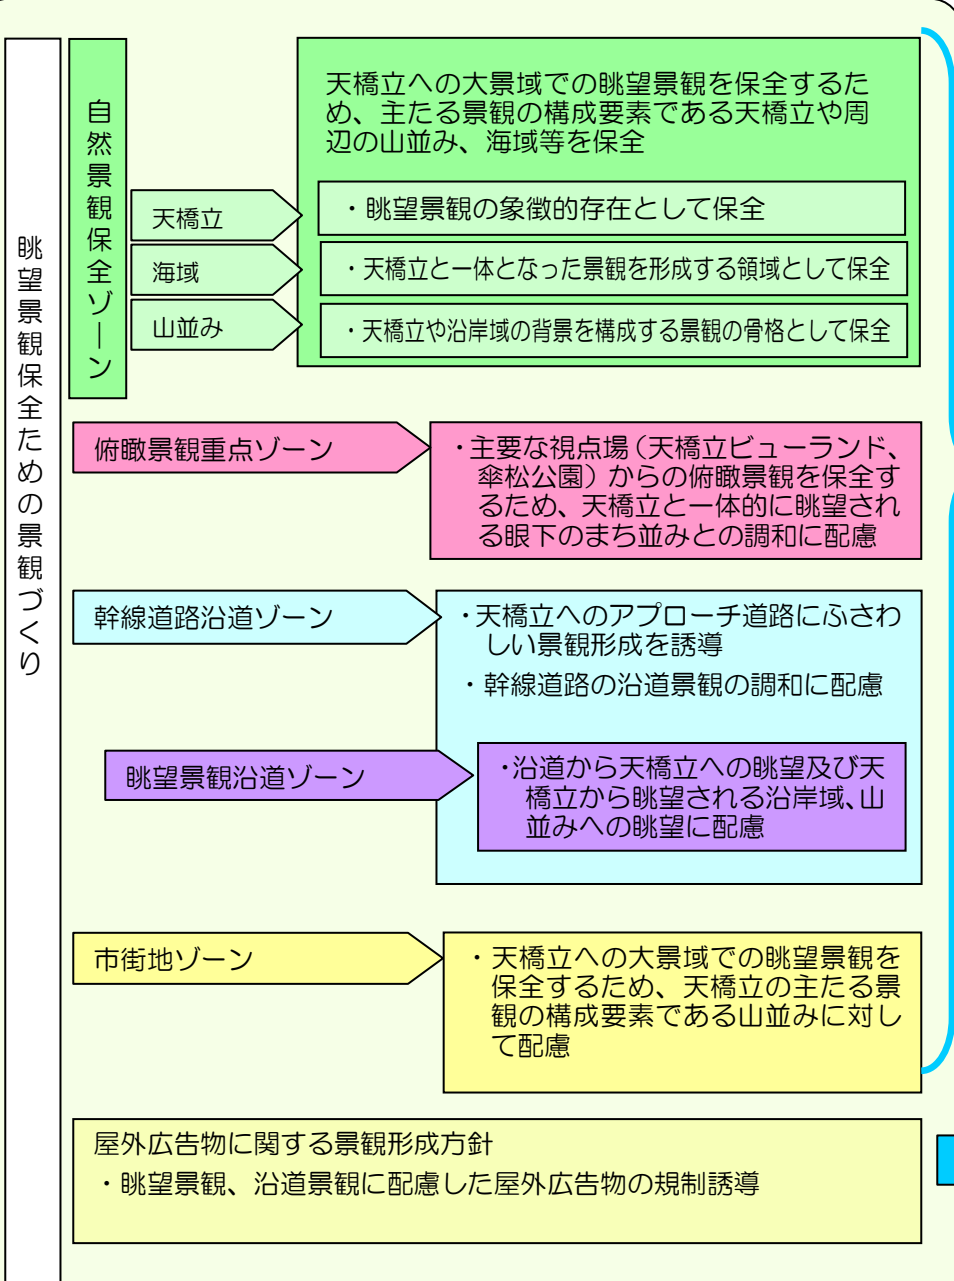 眺望景観保全ための景観づくり
自然景観保全ゾーン
天橋立への大景域での眺望景観を保全するた
め、主たる景観の構成要素である天橋立や周
辺の山並み、海域等を保全
天橋立
・眺望景観の象徴的存在として保全
海域
・天橋立と一体となった景観を形成する領域として保全
山並み
・天橋立や沿岸域の背景を構成する景観の骨格として保全
俯瞰景観重点ゾーン
・主要な視点場（天橋立ビューランド、
傘松公園）からの俯瞰景観を保全す
るため、天橋立と一体的に眺望され
る眼下のまち並みとの調和に配慮
幹線道路沿道ゾーン
・天橋立へのアプローチ道路にふさわ
しい景観形成を誘導
・幹線道路の沿道景観の調和に配慮
眺望景観沿道ゾーン
・沿道から天橋立への眺望及び天
橋立から眺望される沿岸域、山
並みへの眺望に配慮
市街地ゾーン
・天橋立への大景域での眺望景観を
保全するため、天橋立の主たる景
観の構成要素である山並みに対し
て配慮
屋外広告物に関する景観形成方針
・眺望景観、沿道景観に配慮した屋外広告物の規制誘導